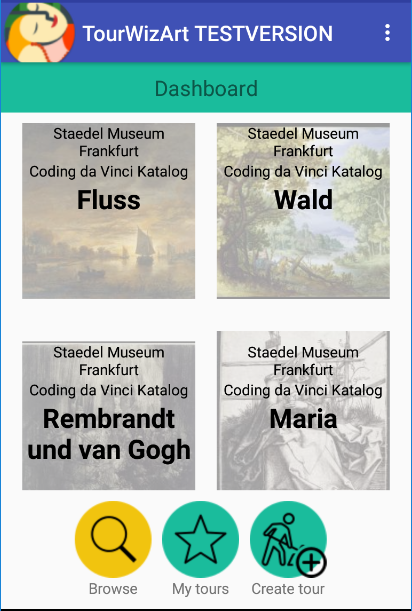 TourWizArt TESTVERSION
Dashboard
Staedel Museum
Frankfurt
Coding da Vinci Katalog
Fluss
Staedel Museum
Frankfurt
Coding da Vinci Katalog
Wald
Staedel Museum
Frankfurt
Coding da Vinci Katalog
Rembrandt
und van Gogh
Staedel Museum
Frankfurt
Coding da Vinci Katalog
Maria
Browse
My tours
Create tour